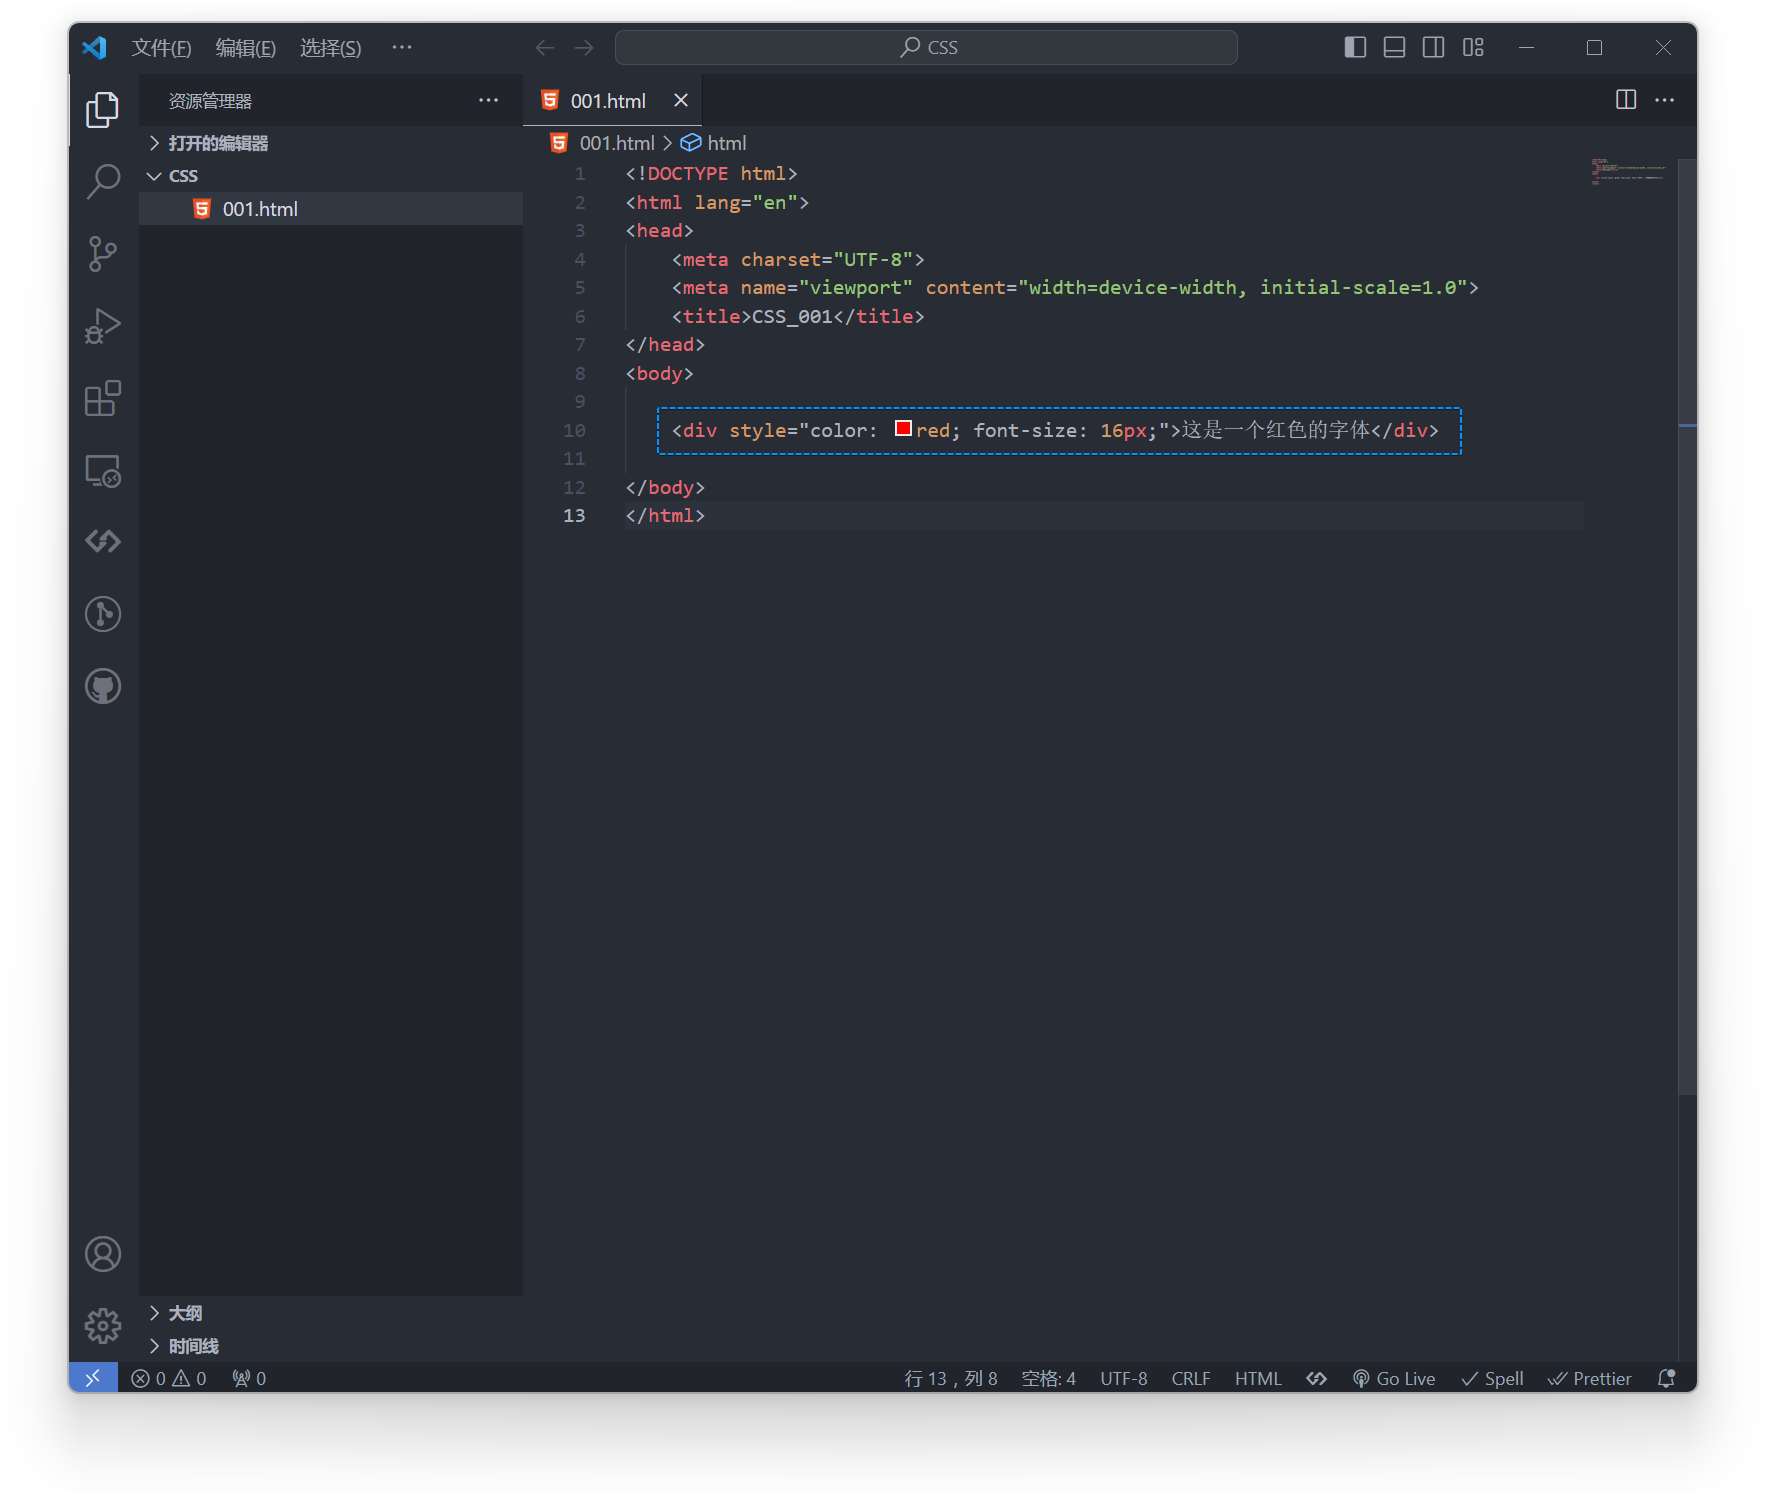 文件(F) 编辑(E) 选择(S) ··· CSS
资源管理器 ···
001.html
打开的编辑器
CSS
001.html
001.html > html
1 <!DOCTYPE html>
2 <html lang="en">
3 <head>
4 <meta charset="UTF-8">
5 <meta name="viewport" content="width=device-width, initial-scale=1.0">
6 <title>CSS_001</title>
7 </head>
8 <body>
9
10 <div style="color: red; font-size: 16px;">这是一个红色的字体</div>
11
12 </body>
13 </html>
大纲
时间线
0 0 0 行 13，列 8 空格: 4 UTF-8 CRLF HTML Go Live Spell Prettier